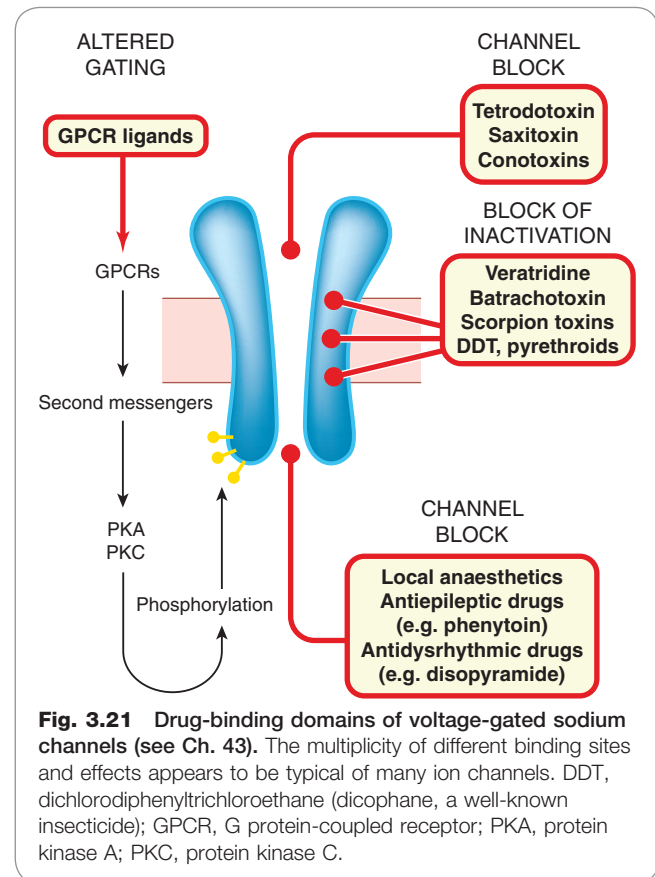 ALTERED
GATING
GPCR ligands
GPCRs
Second messengers
PKA
PKC
Phosphorylation
CHANNEL
BLOCK
Tetrodotoxin
Saxitoxin
Conotoxins
BLOCK OF
INACTIVATION
Veratridine
Batrachotoxin
Scorpion toxins
DDT, pyrethroids
CHANNEL
BLOCK
Local anaesthetics
Antiepileptic drugs
(e.g. phenytoin)
Antidysrhythmic drugs
(e.g. disopyramide)
Fig. 3.21 Drug-binding domains of voltage-gated sodium
channels (see Ch. 43). The multiplicity of different binding sites
and effects appears to be typical of many ion channels. DDT,
dichlorodiphenyltrichloroethane (dicophane, a well-known
insecticide); GPCR, G protein-coupled receptor; PKA, protein
kinase A; PKC, protein kinase C.